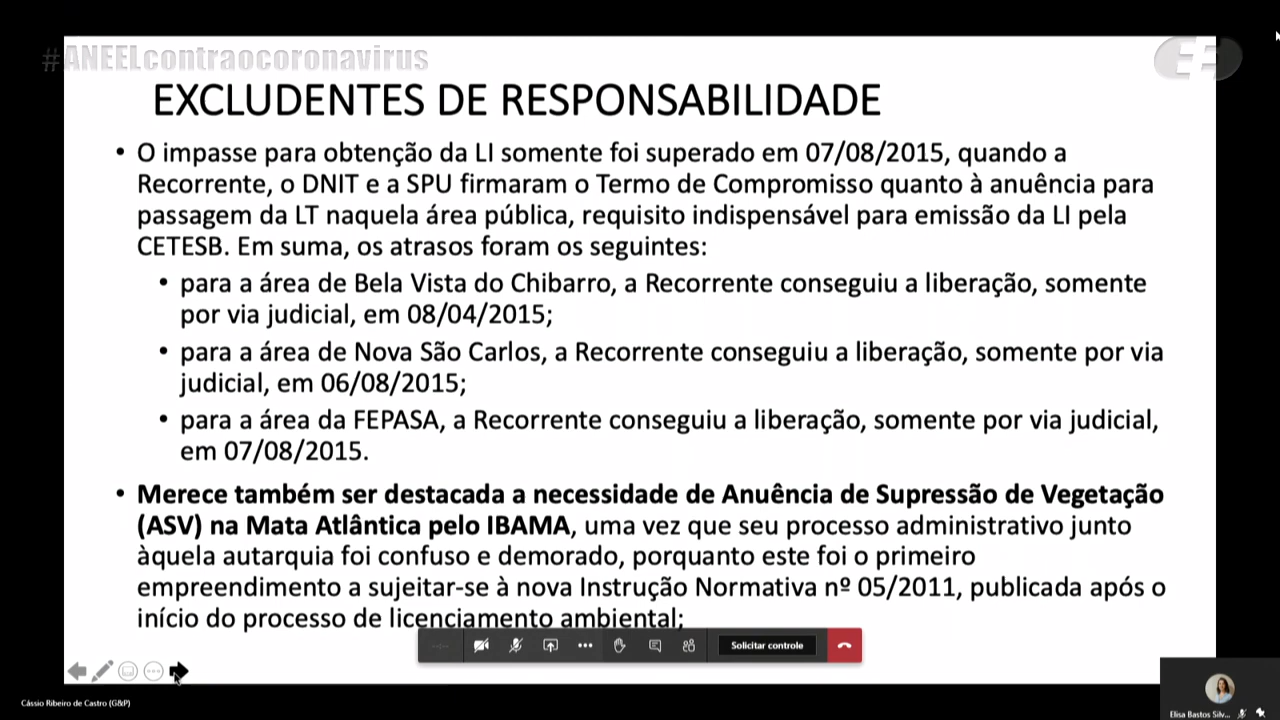 #ANEELcontraocoronavirus
EXCLUDENTES DE RESPONSABILIDADE
• O impasse para obtenção da LI somente foi superado em 07/08/2015, quando a
Recorrente, o DNIT e a SPU firmaram o Termo de Compromisso quanto à anuência para
passagem da LT naquela área pública, requisito indispensável para emissão da LI pela
CETESB. Em suma, os atrasos foram os seguintes:
• para a área de Bela Vista do Chibarro, a Recorrente conseguiu a liberação, somente
por via judicial, em 08/04/2015;
• para a área de Nova São Carlos, a Recorrente conseguiu a liberação, somente por via
judicial, em 06/08/2015;
• para a área da FEPASA, a Recorrente conseguiu a liberação, somente por via judicial,
em 07/08/2015.
• Merece também ser destacada a necessidade de Anuência de Supressão de Vegetação
(ASV) na Mata Atlântica pelo IBAMA, uma vez que seu processo administrativo junto
àquela autarquia foi confuso e demorado, porquanto este foi o primeiro
empreendimento a sujeitar-se à nova Instrução Normativa nº 05/2011, publicada após o
início do processo de licenciamento ambiental;
Solicitar controle
Cássio Ribeiro de Castro (G&P)
Elisa Bastos Silv...